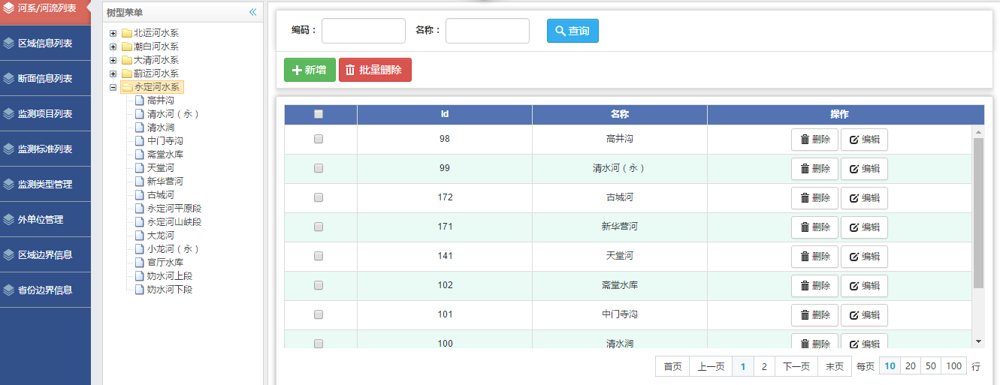 河系/河流列表
区域信息列表
断面信息列表
监测项目列表
监测标准列表
监测类型管理
外单位管理
区域边界信息
省份边界信息
树型菜单
北运河水系
潮白河水系
大清河水系
蓟运河水系
永定河水系
高井沟
清水河（永）
清水涧
中门寺沟
斋堂水库
天堂河
新华营河
古城河
永定河平原段
永定河山峡段
大龙河
小龙河（永）
官厅水库
妫水河上段
妫水河下段
编码： 名称： 查询
新增 批量删除
Id 名称 操作
98 高井沟 删除 编辑
99 清水河（永） 删除 编辑
172 古城河 删除 编辑
171 新华营河 删除 编辑
141 天堂河 删除 编辑
102 斋堂水库 删除 编辑
101 中门寺沟 删除 编辑
100 清水涧 删除 编辑
首页 上一页 1 2 下一页 末页 每页 10 20 50 100 行